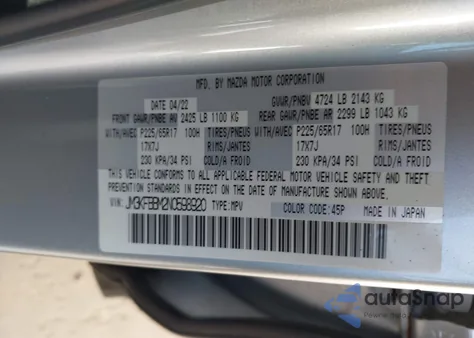 MFD. BY MAZDA MOTOR CORPORATION
DATE 04/22 GVWR/PNBV 4724 LB 2143 KG
FRONT GAWR/PNBE AV 2425 LB 1100 KG REAR GAWR/PNBE AR 2299 LB 1043 KG
WITH/AVEC P225/65R17 100H TIRES/PNEUS WITH/AVEC P225/65R17 100H TIRES/PNEUS
17X7J RIMS/JANTES 17X7J RIMS/JANTES
230 KPA/34 PSI COLD/A FROID 230 KPA/34 PSI COLD/A FROID
THIS VEHICLE CONFORMS TO ALL APPLICABLE FEDERAL MOTOR VEHICLE SAFETY AND THEFT
PREVENTION STANDARDS IN EFFECT ON THE DATE OF MANUFACTURE SHOWN ABOVE.
VIN: TYPE:MPV COLOR CODE:45P MADE IN JAPAN
autoSnap